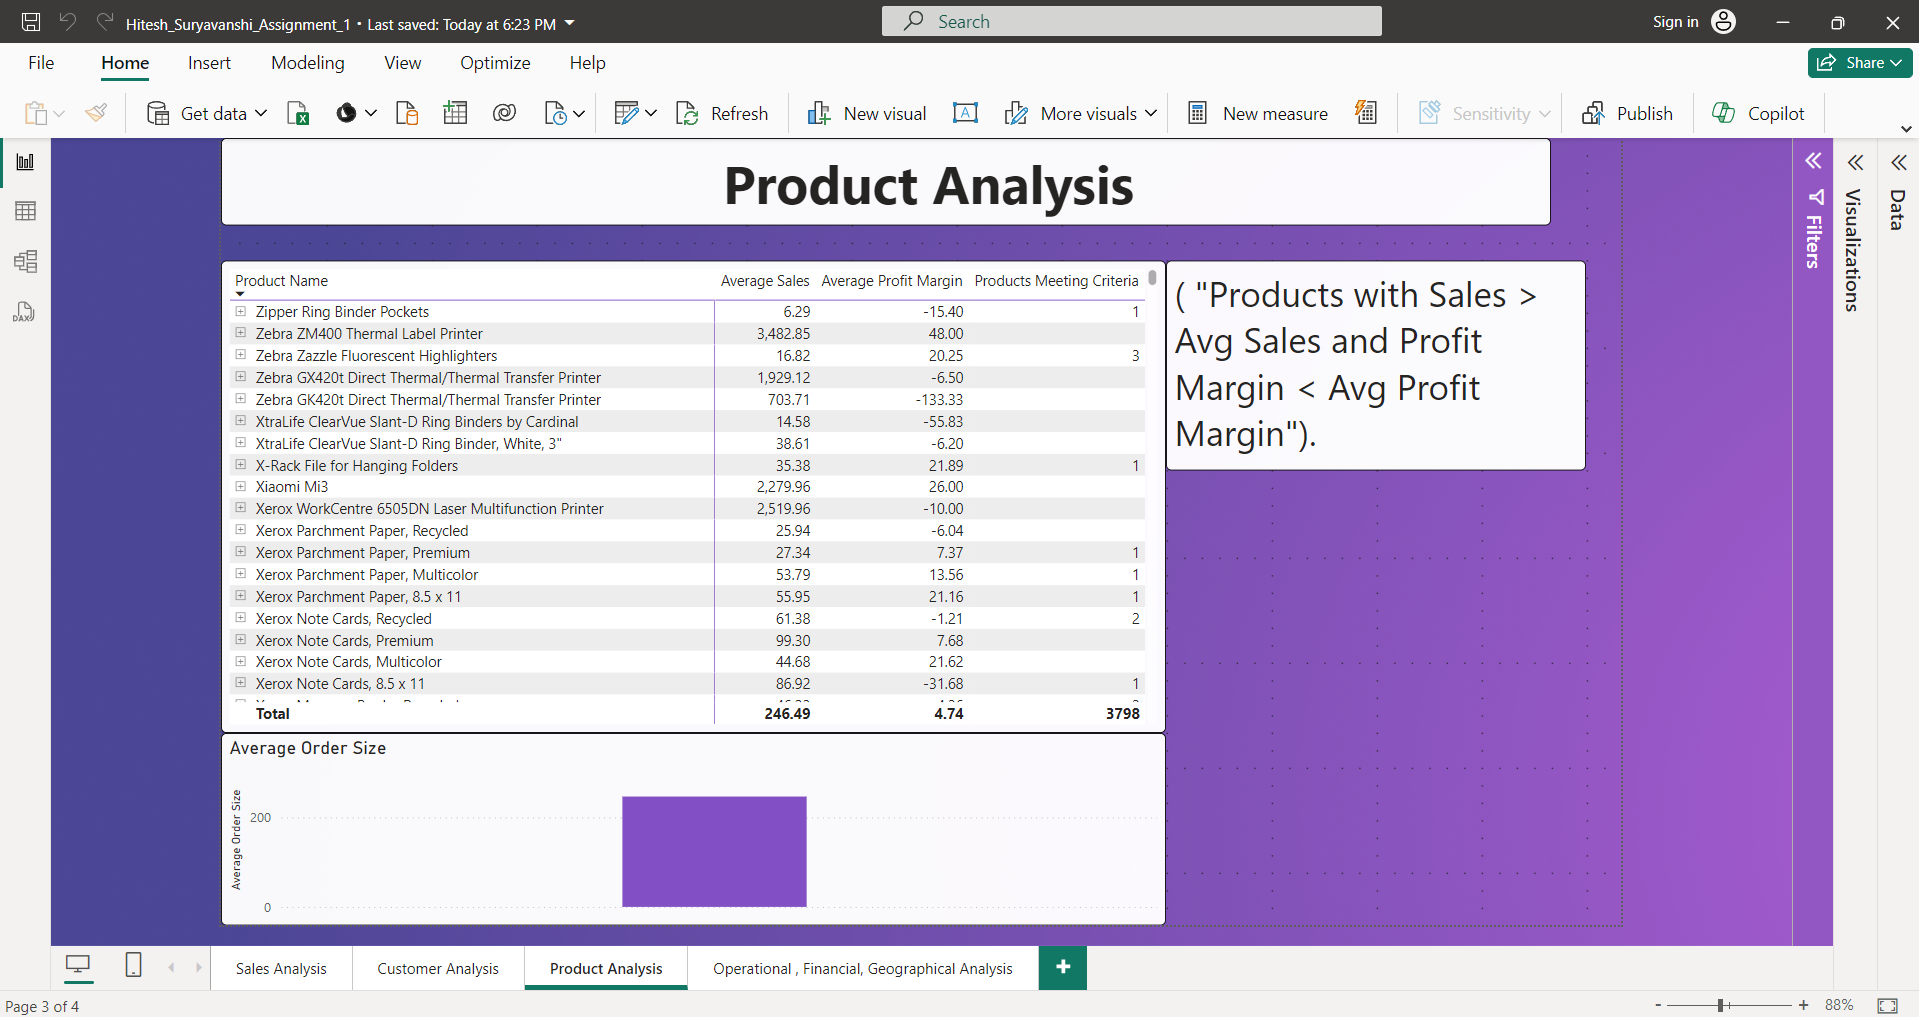 Hitesh_Suryavanshi_Assignment_1 • Last saved: Today at 6:23 PM
Search
Sign in
File Home Insert Modeling View Optimize Help
Share
Get data
Refresh
New visual
More visuals
New measure
Sensitivity
Publish
Copilot
Product Analysis
Product Name Average Sales Average Profit Margin Products Meeting Criteria
Zipper Ring Binder Pockets 6.29 -15.40 1
Zebra ZM400 Thermal Label Printer 3,482.85 48.00
Zebra Zazzle Fluorescent Highlighters 16.82 20.25 3
Zebra GX420t Direct Thermal/Thermal Transfer Printer 1,929.12 -6.50
Zebra GK420t Direct Thermal/Thermal Transfer Printer 703.71 -133.33
XtraLife ClearVue Slant-D Ring Binders by Cardinal 14.58 -55.83
XtraLife ClearVue Slant-D Ring Binder, White, 3" 38.61 -6.20
X-Rack File for Hanging Folders 35.38 21.89 1
Xiaomi Mi3 2,279.96 26.00
Xerox WorkCentre 6505DN Laser Multifunction Printer 2,519.96 -10.00
Xerox Parchment Paper, Recycled 25.94 -6.04
Xerox Parchment Paper, Premium 27.34 7.37 1
Xerox Parchment Paper, Multicolor 53.79 13.56 1
Xerox Parchment Paper, 8.5 x 11 55.95 21.16 1
Xerox Note Cards, Recycled 61.38 -1.21 2
Xerox Note Cards, Premium 99.30 7.68
Xerox Note Cards, Multicolor 44.68 21.62
Xerox Note Cards, 8.5 x 11 86.92 -31.68 1
Total 246.49 4.74 3798
( "Products with Sales >
Avg Sales and Profit
Margin < Avg Profit
Margin").
Filters
Visualizations
Data
DAX
Average Order Size
Average Order Size
200
0
Sales Analysis Customer Analysis Product Analysis Operational , Financial, Geographical Analysis
Page 3 of 4
- + 88%